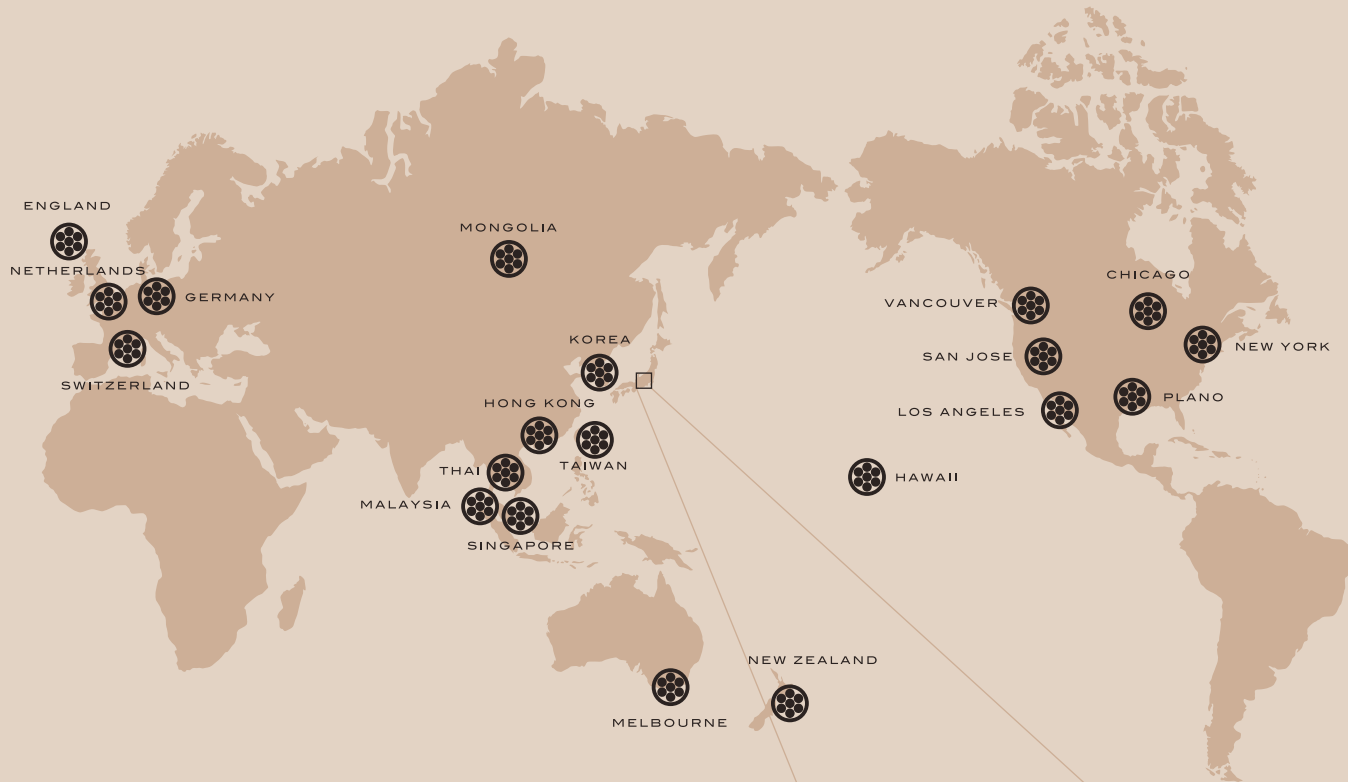 ENGLAND
MONGOLIA
NETHERLANDS
GERMANY
CHICAGO
VANCOUVER
KOREA
NEW YORK
SAN JOSE
SWITZERLAND
HONG KONG
PLANO
LOS ANGELES
TAIWAN
THAI
HAWAII
MALAYSIA
SINGAPORE
NEW ZEALAND
MELBOURNE